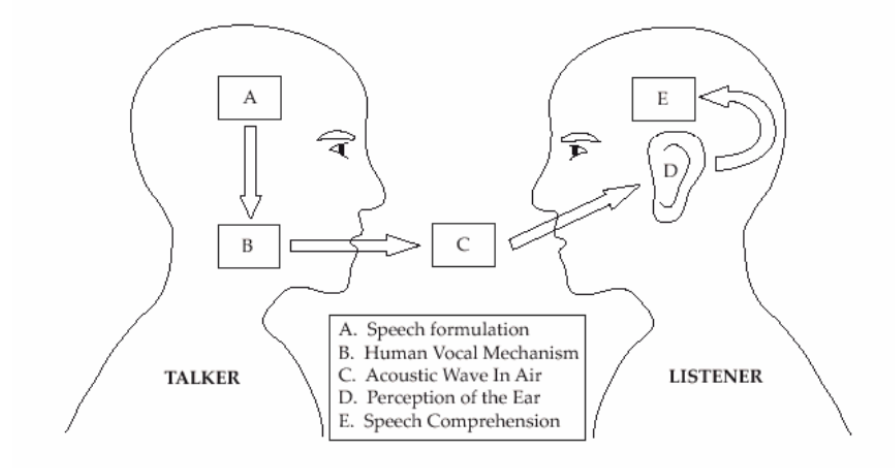 A
E
D
B
C
A. Speech formulation
B. Human Vocal Mechanism
C. Acoustic Wave In Air
D. Perception of the Ear
E. Speech Comprehension
TALKER
LISTENER